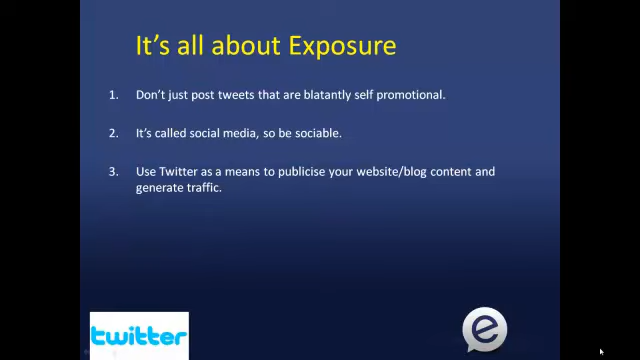 It's all about Exposure
1. Don't just post tweets that are blatantly self promotional.
2. It's called social media, so be sociable.
3. Use Twitter as a means to publicise your website/blog content and
generate traffic.
twitter
e